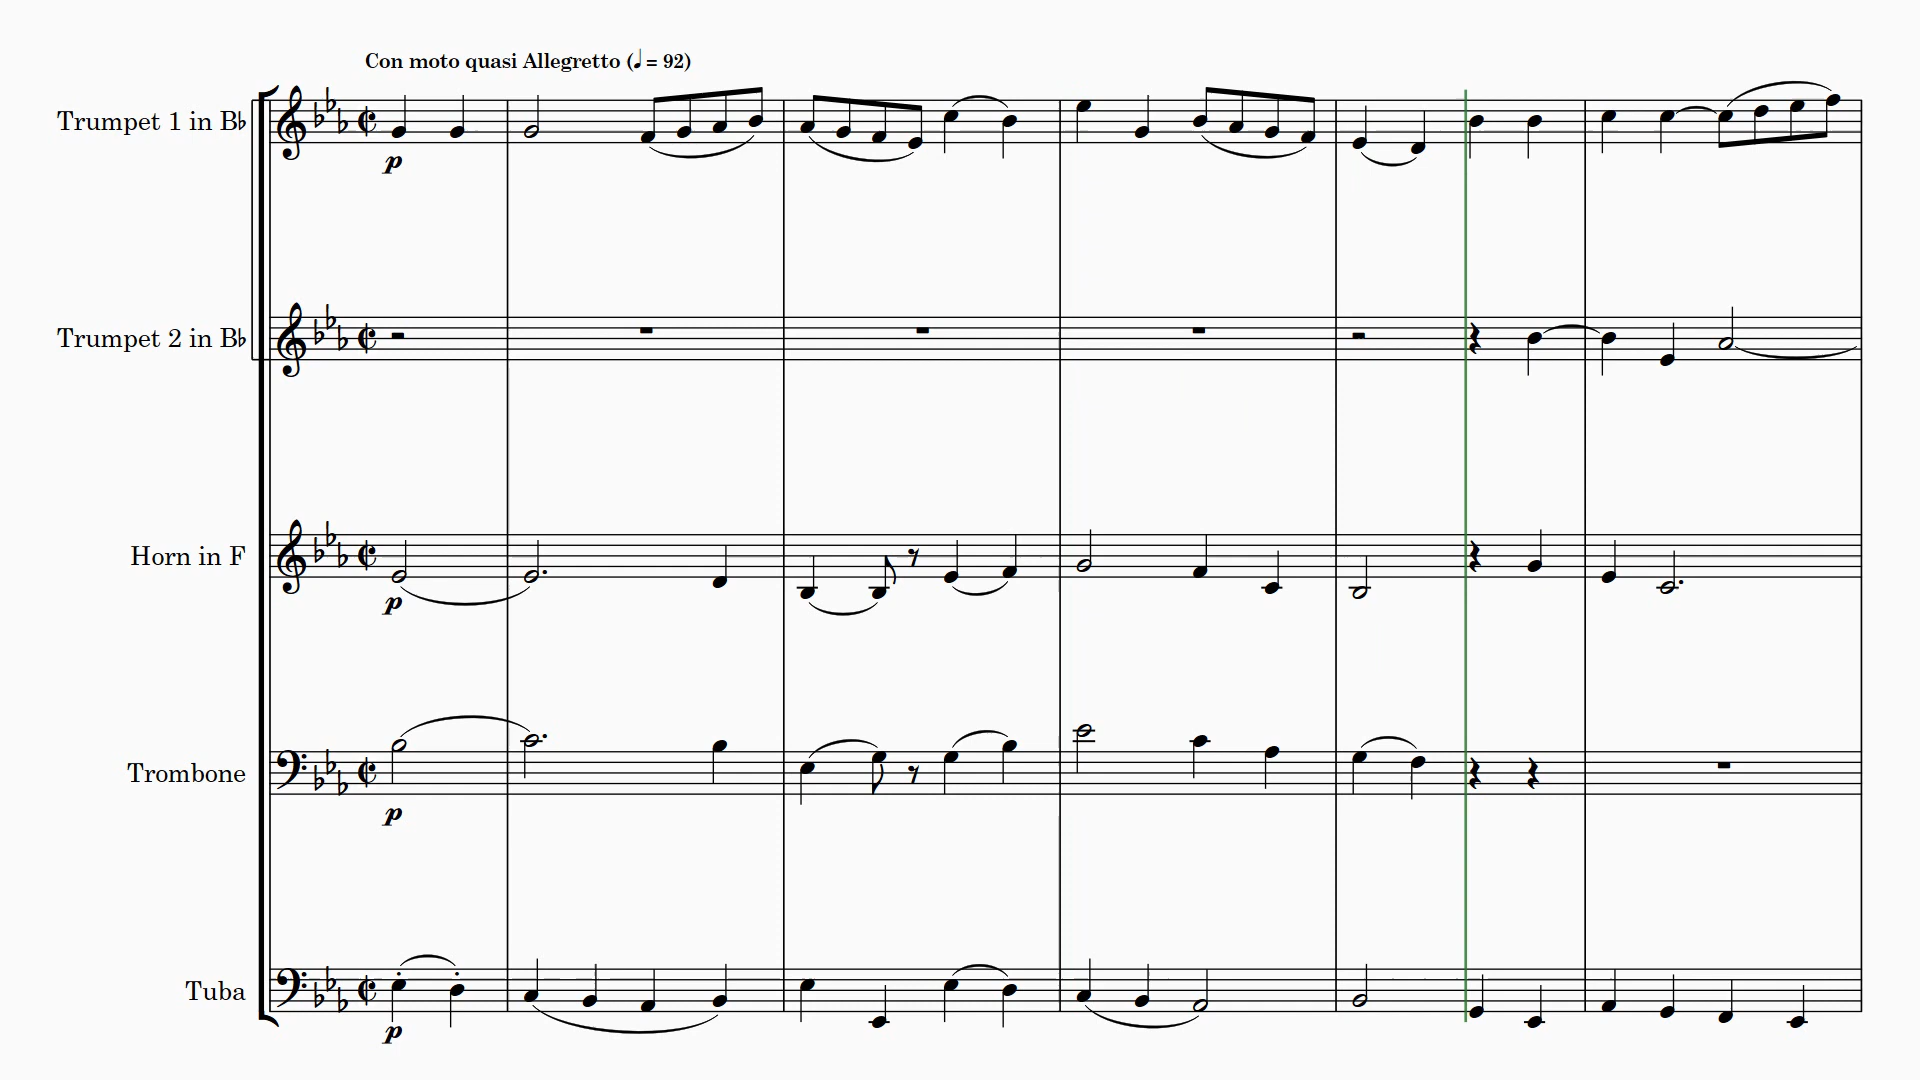 Con moto quasi Allegretto (♩= 92)
Trumpet 1 in B♭
p
Trumpet 2 in B♭
Horn in F
p
Trombone
p
Tuba
p